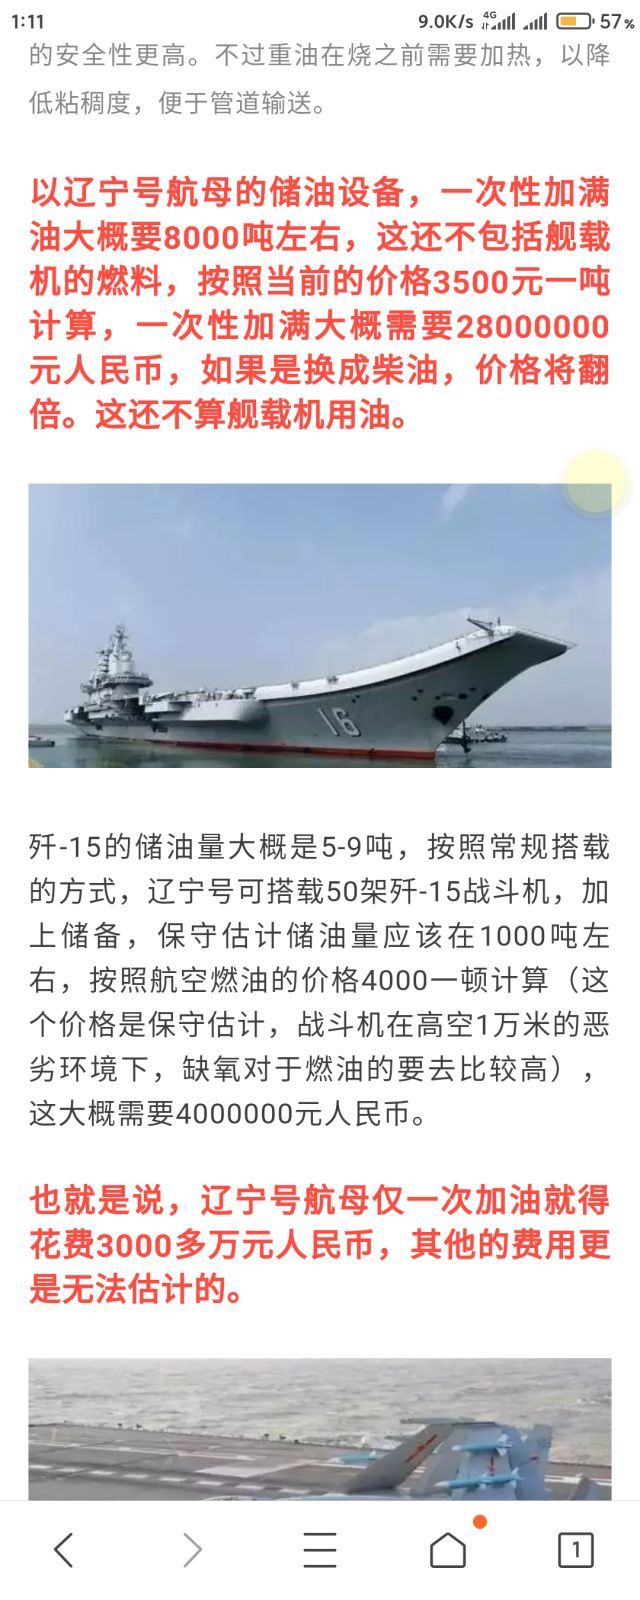 1:11 9.0K/s 4G 57%
的安全性更高。不过重油在烧之前需要加热，以降
低粘稠度，便于管道输送。
以辽宁号航母的储油设备，一次性加满
油大概要8000吨左右，这还不包括舰载
机的燃料，按照当前的价格3500元一吨
计算，一次性加满大概需要28000000
元人民币，如果是换成柴油，价格将翻
倍。这还不算舰载机用油。
16
歼-15的储油量大概是5-9吨，按照常规搭载
的方式，辽宁号可搭载50架歼-15战斗机，加
上储备，保守估计储油量应该在1000吨左
右，按照航空燃油的价格4000一顿计算（这
个价格是保守估计，战斗机在高空1万米的恶
劣环境下，缺氧对于燃油的要去比较高），
这大概需要4000000元人民币。
也就是说，辽宁号航母仅一次加油就得
花费3000多万元人民币，其他的费用更
是无法估计的。
1